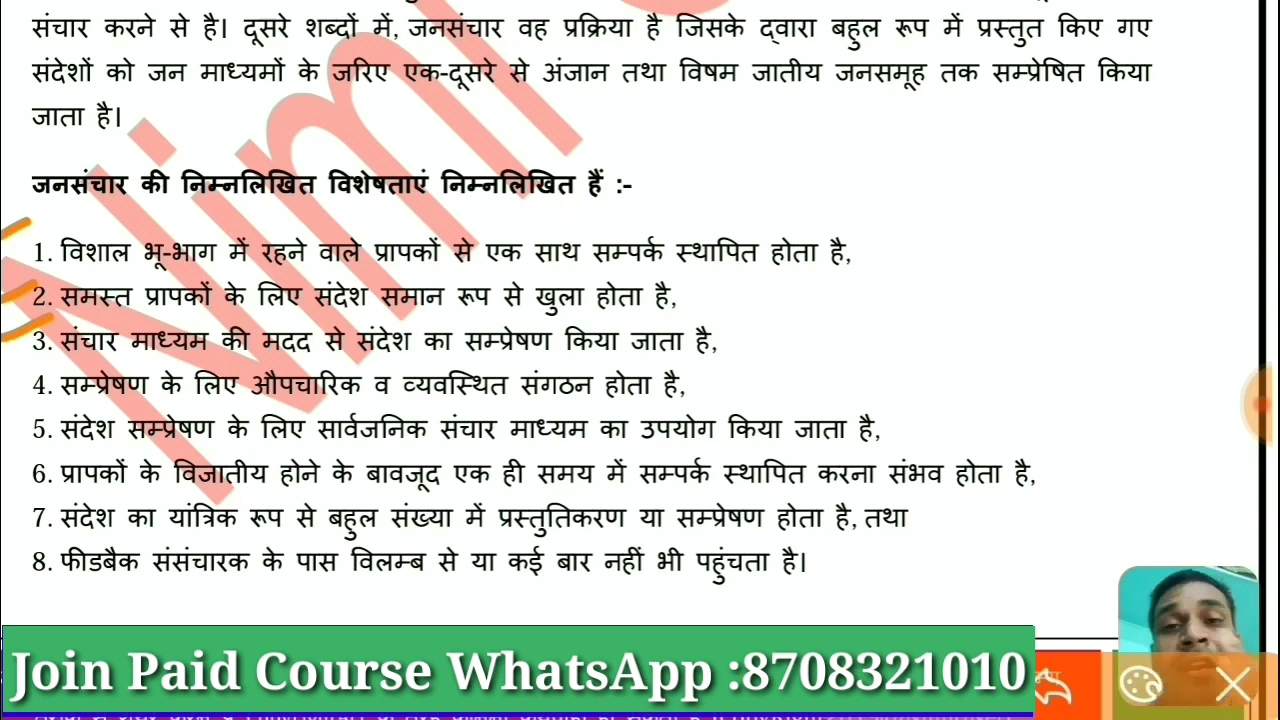 संचार करने से है। दूसरे शब्दों में, जनसंचार वह प्रक्रिया है जिसके द्वारा बहुल रूप में प्रस्तुत किए गए
संदेशों को जन माध्यमों के जरिए एक-दूसरे से अंजान तथा विषम जातीय जनसमूह तक सम्प्रेषित किया
जाता है।
जनसंचार की निम्नलिखित विशेषताएं निम्नलिखित हैं :-
1. विशाल भू-भाग में रहने वाले प्रापकों से एक साथ सम्पर्क स्थापित होता है,
2. समस्त प्रापकों के लिए संदेश समान रूप से खुला होता है,
3. संचार माध्यम की मदद से संदेश का सम्प्रेषण किया जाता है,
4. सम्प्रेषण के लिए औपचारिक व व्यवस्थित संगठन होता है,
5. संदेश सम्प्रेषण के लिए सार्वजनिक संचार माध्यम का उपयोग किया जाता है,
6. प्रापकों के विजातीय होने के बावजूद एक ही समय में सम्पर्क स्थापित करना संभव होता है,
7. संदेश का यांत्रिक रूप से बहुल संख्या में प्रस्तुतिकरण या सम्प्रेषण होता है, तथा
8. फीडबैक संसंचारक के पास विलम्ब से या कई बार नहीं भी पहुंचता है।
Join Paid Course WhatsApp :8708321010